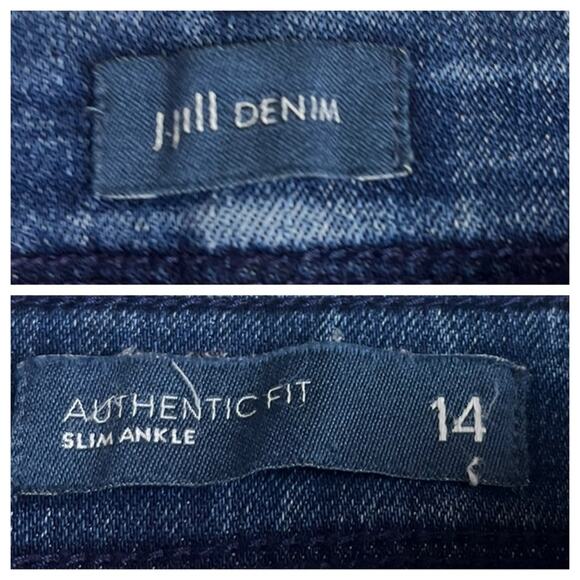 J.Jill DENIM
AUTHENTIC FIT
SLIM ANKLE
14